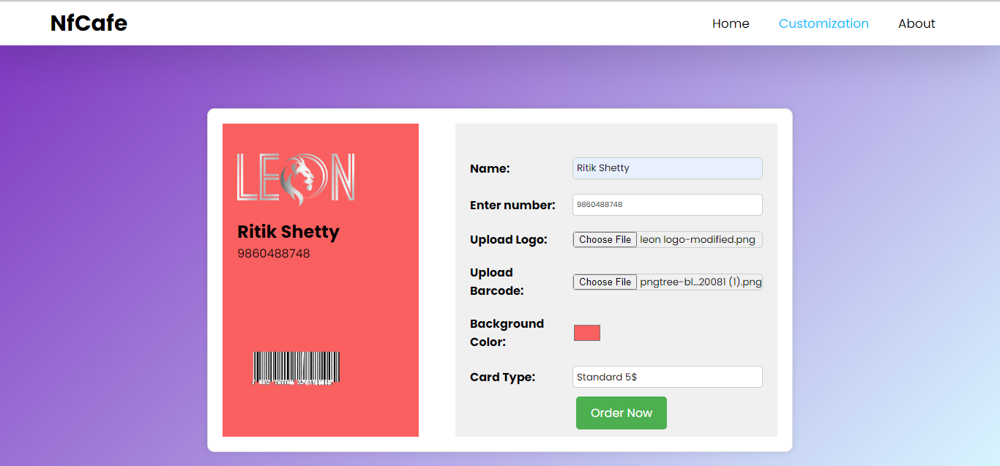 NfCafe
Home Customization About
LEON
Ritik Shetty
9860488748
Name: Ritik Shetty
Enter number: 9860488748
Upload Logo: Choose File leon logo-modified.png
Upload
Barcode: Choose File pngtree-bl...20081 (1).png
Background
Color:
Card Type: Standard 5$
Order Now